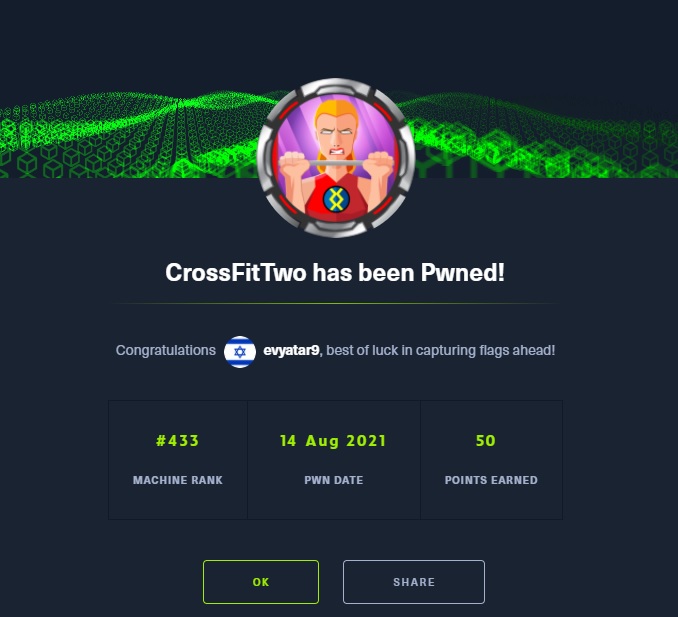 CrossFitTwo has been Pwned!
Congratulations evyatar9, best of luck in capturing flags ahead!
#433 14 Aug 2021 50
MACHINE RANK PWN DATE POINTS EARNED
OK SHARE